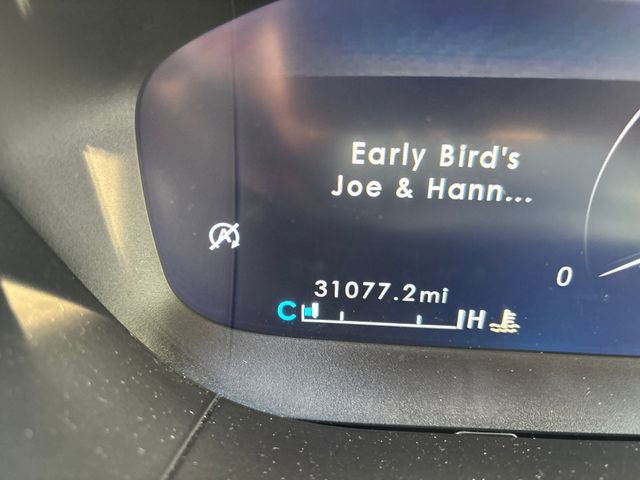 Early Bird's
Joe & Hann...
A
0
31077.2mi
C H